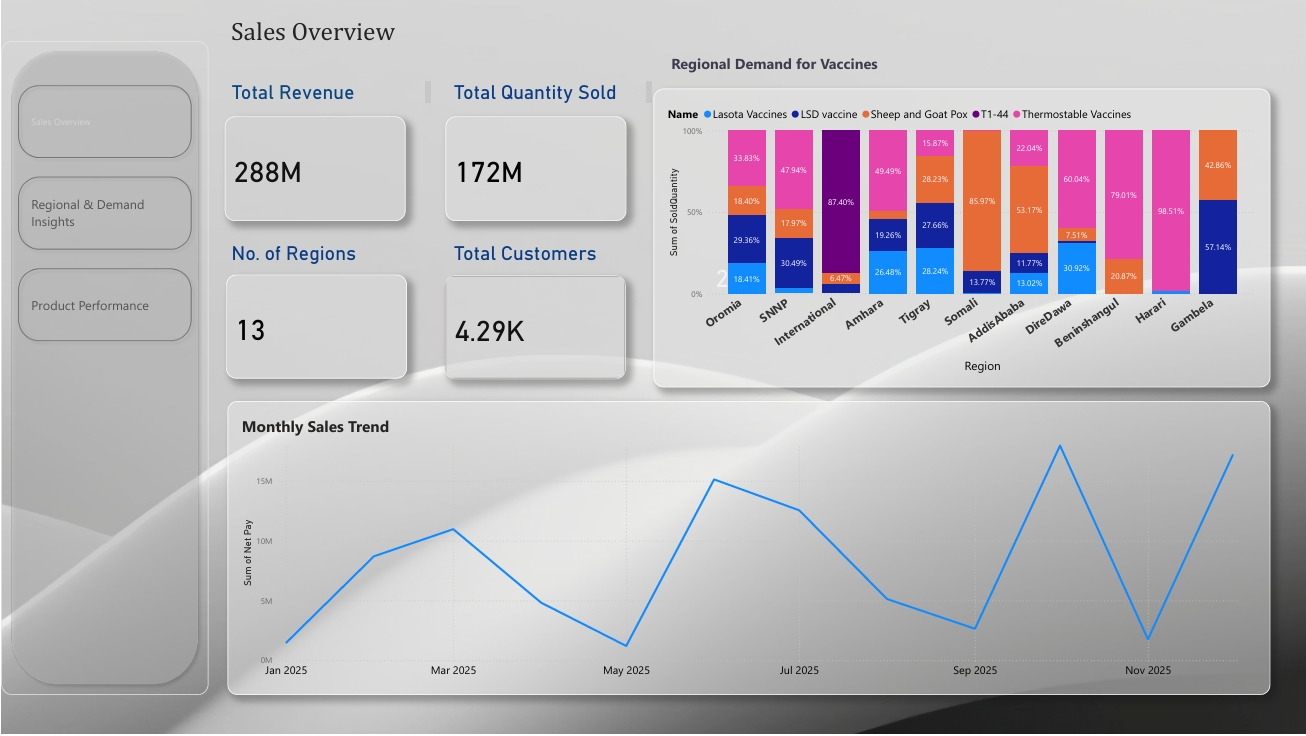 Sales Overview
Sales Overview
Regional & Demand
Insights
Product Performance
Total Revenue
288M
Total Quantity Sold
172M
No. of Regions
13
Total Customers
4.29K
Regional Demand for Vaccines
Name Lasota Vaccines LSD vaccine Sheep and Goat Pox T1-44 Thermostable Vaccines
Sum of SoldQuantity
100%
50%
0%
2
33.83%
18.40%
29.36%
18.41%
47.94%
17.97%
30.49%
87.40%
6.47%
49.49%
19.26%
26.48%
15.87%
28.23%
27.66%
28.24%
85.97%
13.77%
22.04%
53.17%
11.77%
13.02%
60.04%
7.51%
30.92%
79.01%
20.87%
98.51%
42.86%
57.14%
Oromia
SNNP
International
Amhara
Tigray
Somali
AddisAbaba
DireDawa
Beninshangul
Harari
Gambela
Region
Monthly Sales Trend
Sum of Net Pay
15M
10M
5M
0M
Jan 2025 Mar 2025 May 2025 Jul 2025 Sep 2025 Nov 2025